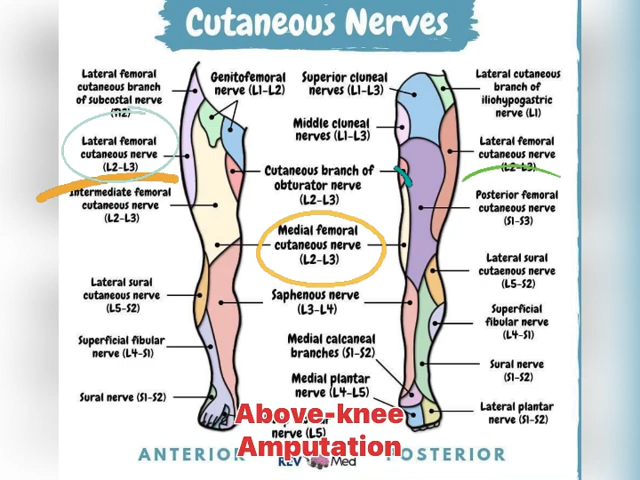 Cutaneous Nerves
Lateral femoral
cutaneous branch
of subcostal nerve
(T12)
Lateral femoral
cutaneous nerve
(L2-L3)
Intermediate femoral
cutaneous nerve
(L2-L3)
Lateral sural
cutaneous nerve
(L5-S2)
Superficial fibular
nerve (L4-S1)
Sural nerve (S1-S2)
Genitofemoral
nerve (L1-L2)
Superior cluneal
nerves (L1-L3)
Middle cluneal
nerves (L1-L3)
Cutaneous branch of
obturator nerve
(L2-L3)
Medial femoral
cutaneous nerve
(L2-L3)
Saphenous nerve
(L3-L4)
Medial calcaneal
branches (S1-S2)
Medial plantar
nerve (L4-L5)
nerve (L5)
Lateral cutaneous
branch of
iliohypogastric
nerve (L1)
Lateral femoral
cutaneous nerve
(L2-L3)
Posterior femoral
cutaneous nerve
(S1-S3)
Lateral sural
cutaenous nerve
(L5-S2)
Superficial
fibular nerve
(L4-S1)
Sural nerve
(S1-S2)
Lateral plantar
nerve (S1-S2)
Above-knee
Amputation
ANTERIOR
REV Med
POSTERIOR